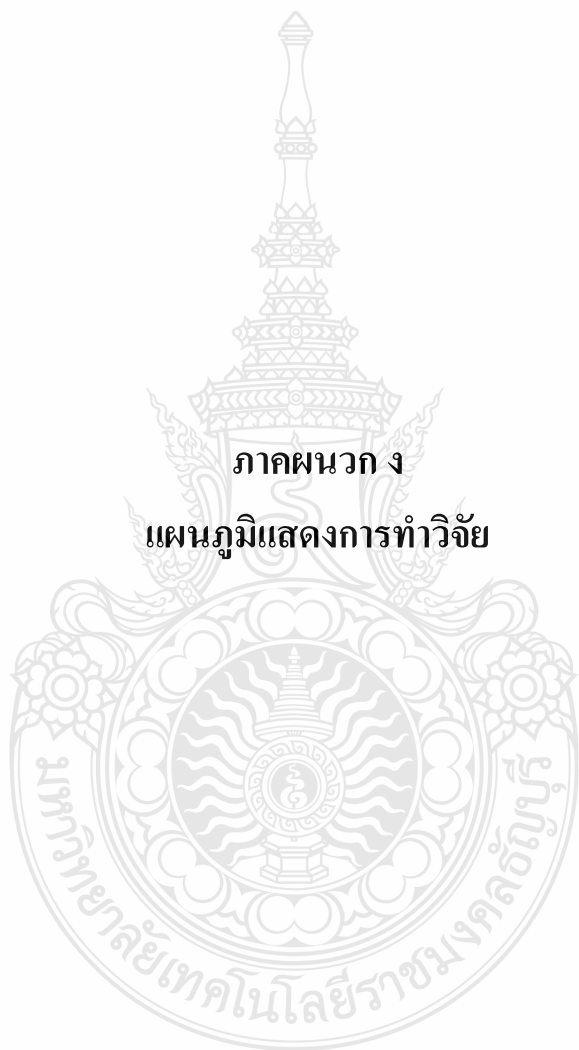 ภาคผนวก ง
แผนภูมิแสดงการทำวิจัย
มหาวิทยาลัยเทคโนโลยีราชมงคลธัญบุรี